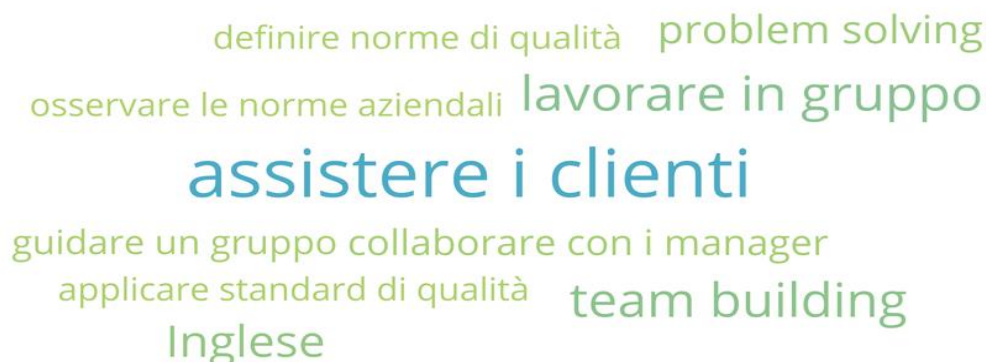 definire norme di qualità problem solving
osservare le norme aziendali lavorare in gruppo
assistere i clienti
guidare un gruppo collaborare con i manager
applicare standard di qualità team building
Inglese